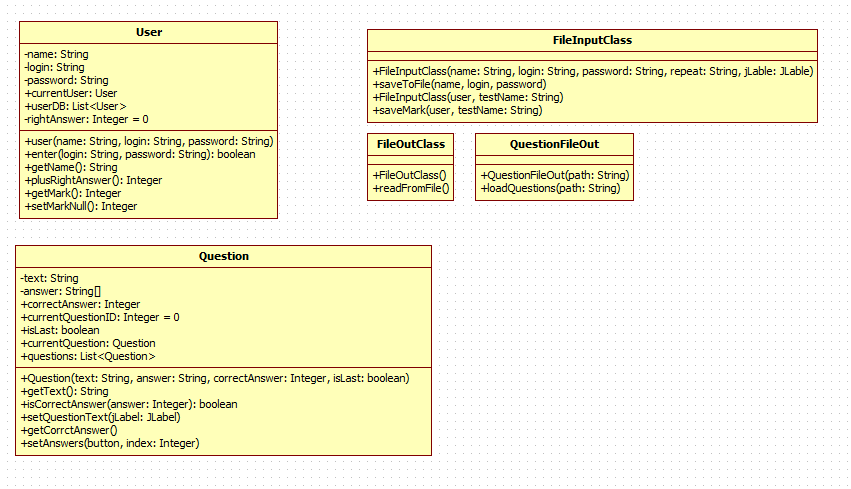 User
-name: String
-login: String
-password: String
+currentUser: User
+userDB: List<User>
-rightAnswer: Integer = 0
+user(name: String, login: String, password: String)
+enter(login: String, password: String): boolean
+getName(): String
+plusRightAnswer(): Integer
+getMark(): Integer
+setMarkNull(): Integer
FileInputClass
+FileInputClass(name: String, login: String, password: String, repeat: String, jLable: JLable)
+saveToFile(name, login, password)
+FileInputClass(user, testName: String)
+saveMark(user, testName: String)
FileOutClass
+FileOutClass()
+readFromFile()
QuestionFileOut
+QuestionFileOut(path: String)
+loadQuestions(path: String)
Question
-text: String
-answer: String[]
+correctAnswer: Integer
+currentQuestionID: Integer = 0
+isLast: boolean
+currentQuestion: Question
+questions: List<Question>
+Question(text: String, answer: String, correctAnswer: Integer, isLast: boolean)
+getText(): String
+isCorrectAnswer(answer: Integer): boolean
+setQuestionText(jLabel: JLabel)
+getCorrctAnswer()
+setAnswers(button, index: Integer)